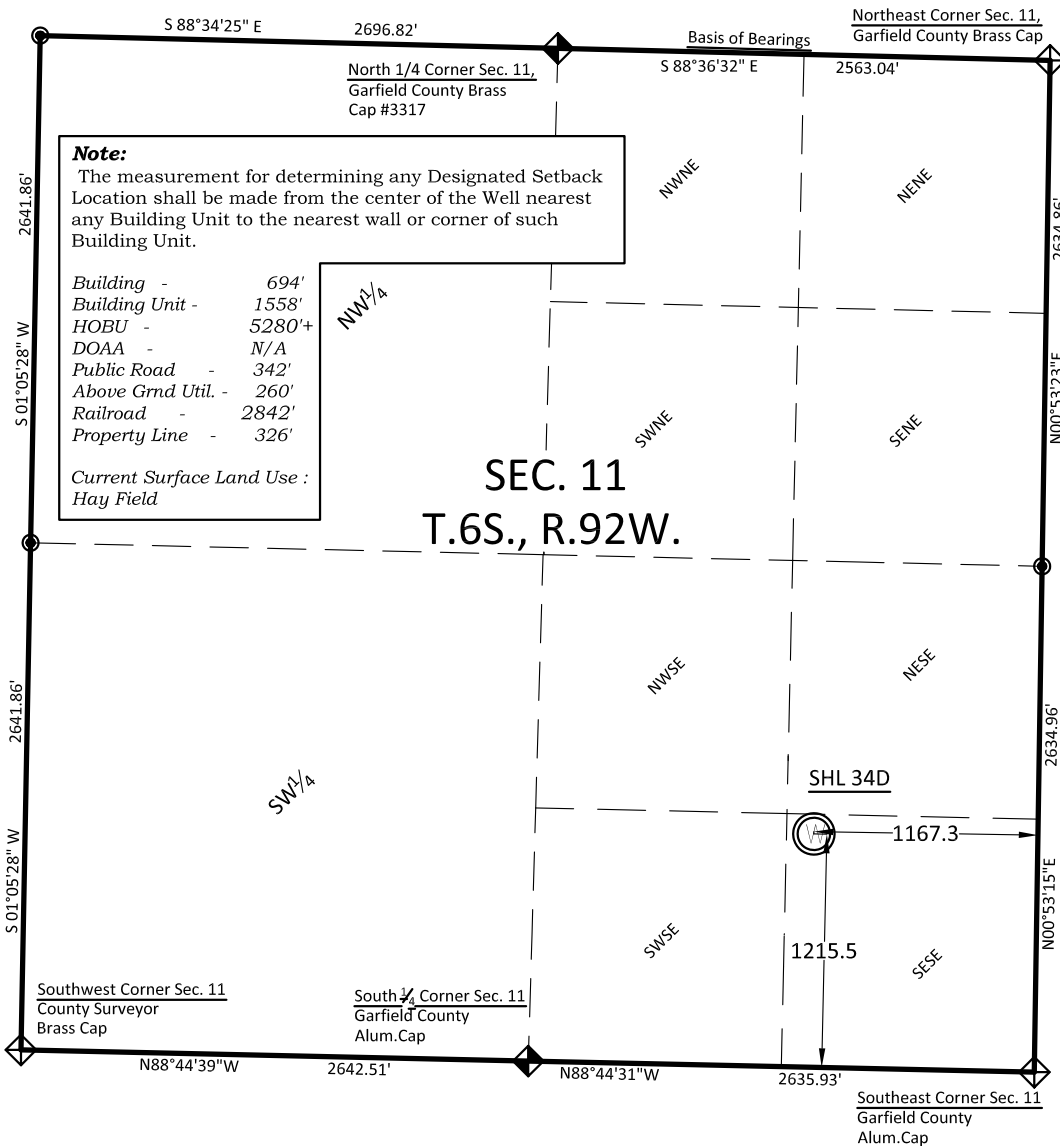 S 88°34'25" E
2696.82'
Northeast Corner Sec. 11,
Garfield County Brass Cap
Basis of Bearings
S 88°36'32" E
2563.04'
North 1/4 Corner Sec. 11,
Garfield County Brass
Cap #3317
Note:
The measurement for determining any Designated Setback
Location shall be made from the center of the Well nearest
any Building Unit to the nearest wall or corner of such
Building Unit.
Building - 694'
Building Unit - 1558'
HOBU - 5280'+
DOAA - N/A
Public Road - 342'
Above Grnd Util. - 260'
Railroad - 2842'
Property Line - 326'
Current Surface Land Use :
Hay Field
2641.86'
S 01°05'28" W
NW¼
NWNE
NENE
2634.86'
N00°53'23"E
SWNE
SENE
SEC. 11
T.6S., R.92W.
2641.86'
S 01°05'28" W
SW¼
NWSE
NESE
2634.96'
N00°53'15"E
SHL 34D
W
1167.3
1215.5
SWSE
SESE
Southwest Corner Sec. 11
County Surveyor
Brass Cap
South ¼ Corner Sec. 11
Garfield County
Alum.Cap
N88°44'39"W
2642.51'
N88°44'31"W
2635.93'
Southeast Corner Sec. 11
Garfield County
Alum.Cap